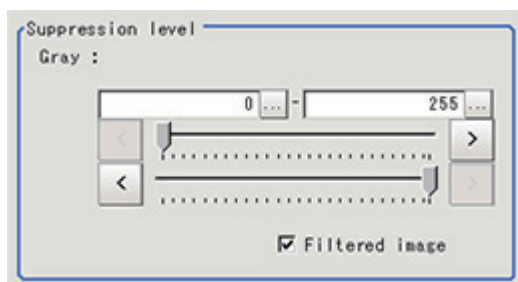 Suppression level
Gray :
0 ... - 255 ...
< >
< >
Filtered image